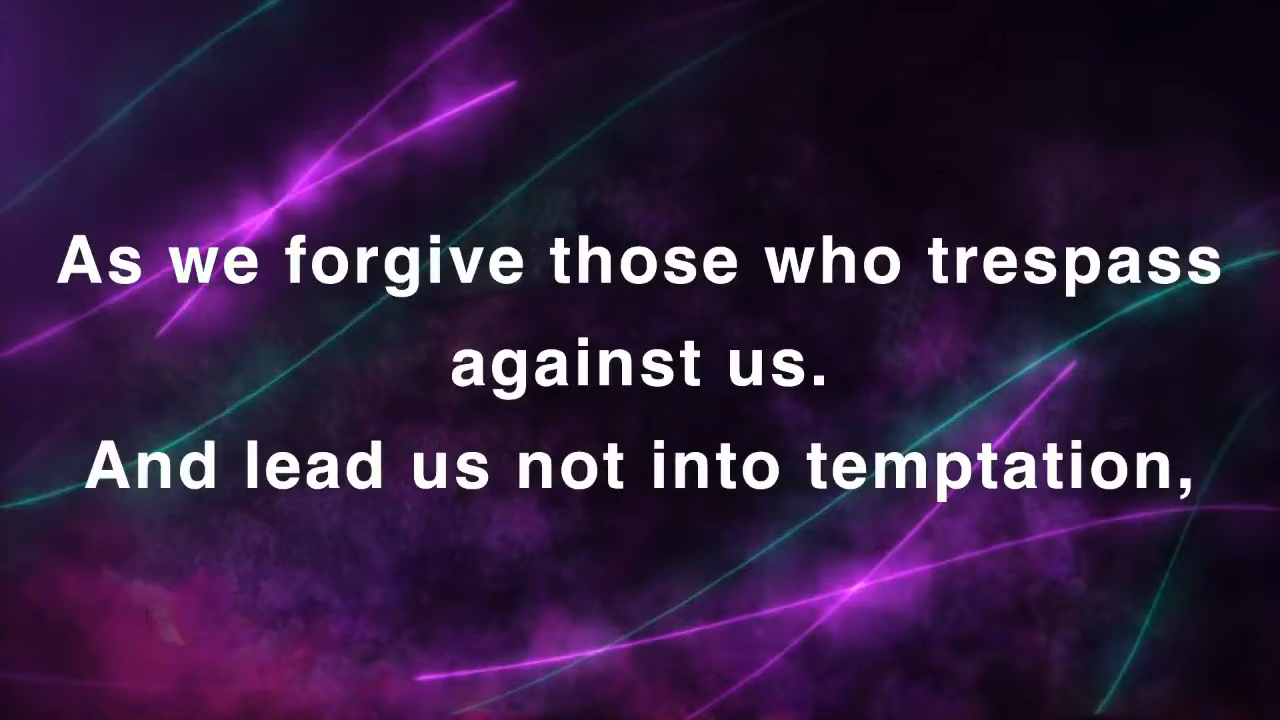 As we forgive those who trespass
against us.
And lead us not into temptation,